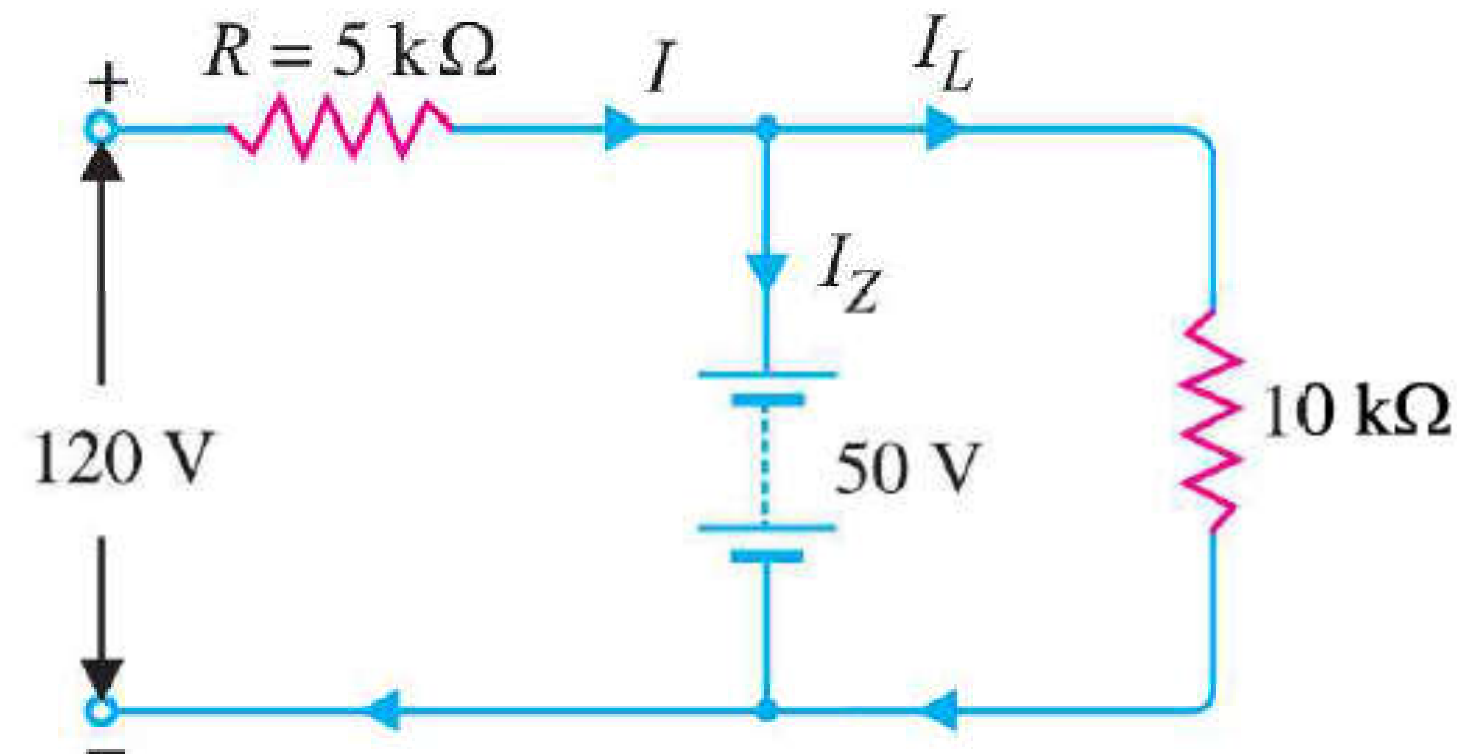 +
R = 5 kΩ
I
I_L
I_Z
120 V
50 V
10 kΩ
–